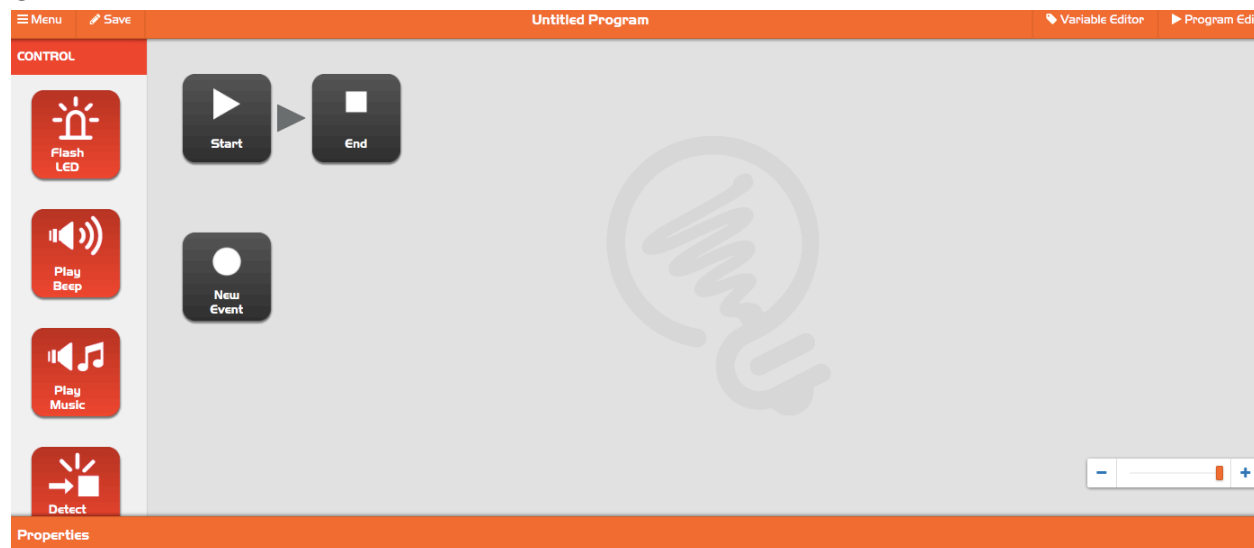 Menu Save Untitled Program Variable Editor Program Edi
CONTROL
Flash
LED
Play
Beep
Play
Music
Detect
Start
End
New
Event
Properties